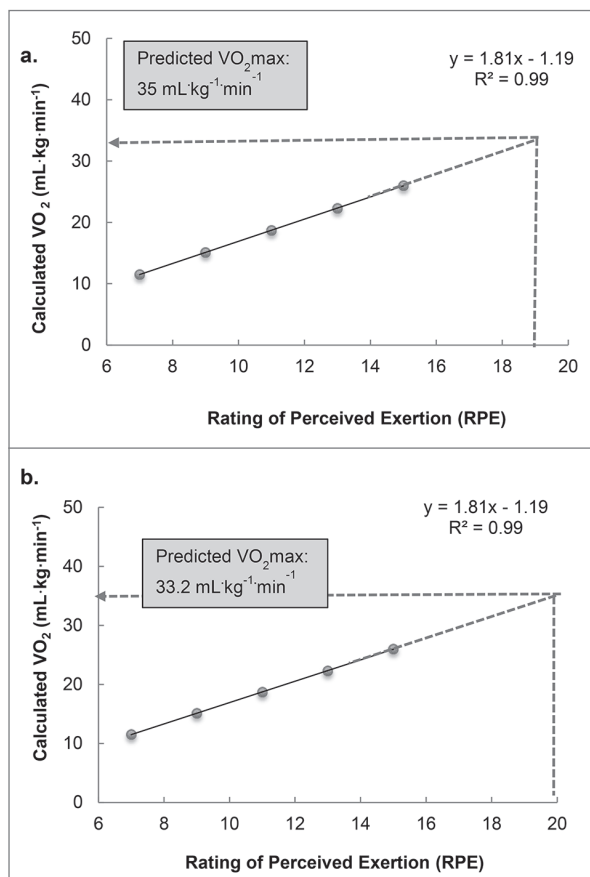 a.
Predicted VO₂max:
35 mL·kg⁻¹·min⁻¹
y = 1.81x - 1.19
R² = 0.99
Calculated VO₂ (mL·kg·min⁻¹)
50
40
30
20
10
0
6 8 10 12 14 16 18 20
Rating of Perceived Exertion (RPE)
b.
y = 1.81x - 1.19
R² = 0.99
Predicted VO₂max:
33.2 mL·kg⁻¹·min⁻¹
Calculated VO₂ (mL·kg·min⁻¹)
50
40
30
20
10
0
6 8 10 12 14 16 18 20
Rating of Perceived Exertion (RPE)